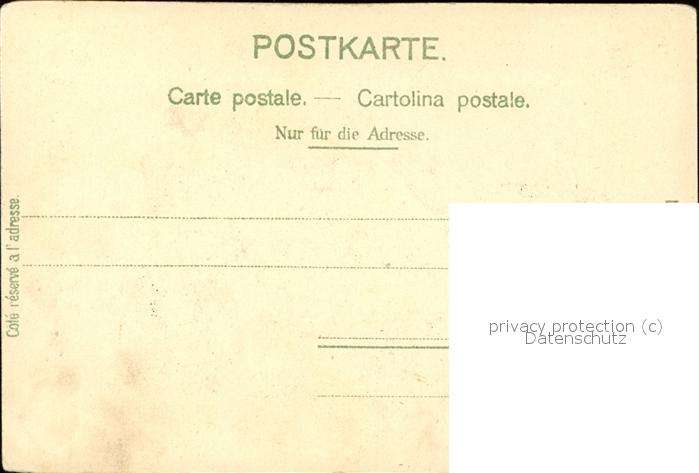 POSTKARTE.
Carte postale. — Cartolina postale.
Nur für die Adresse.
Coté réservé a l'adresse.
privacy protection (c)
Datenschutz